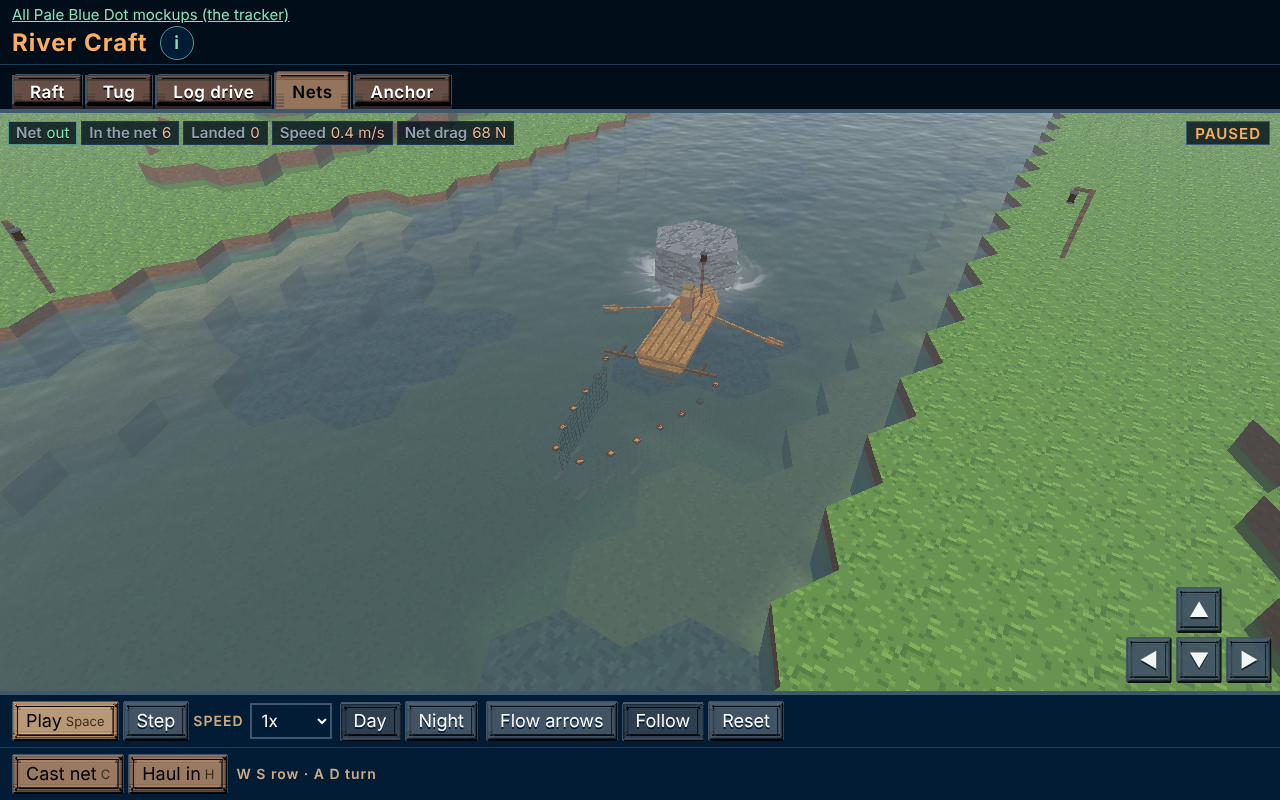 All Pale Blue Dot mockups (the tracker)
River Craft i
Raft Tug Log drive Nets Anchor
Net out In the net 6 Landed 0 Speed 0.4 m/s Net drag 68 N PAUSED
▲
◀ ▼ ▶
Play Space Step SPEED 1x Day Night Flow arrows Follow Reset
Cast net C Haul in H W S row · A D turn